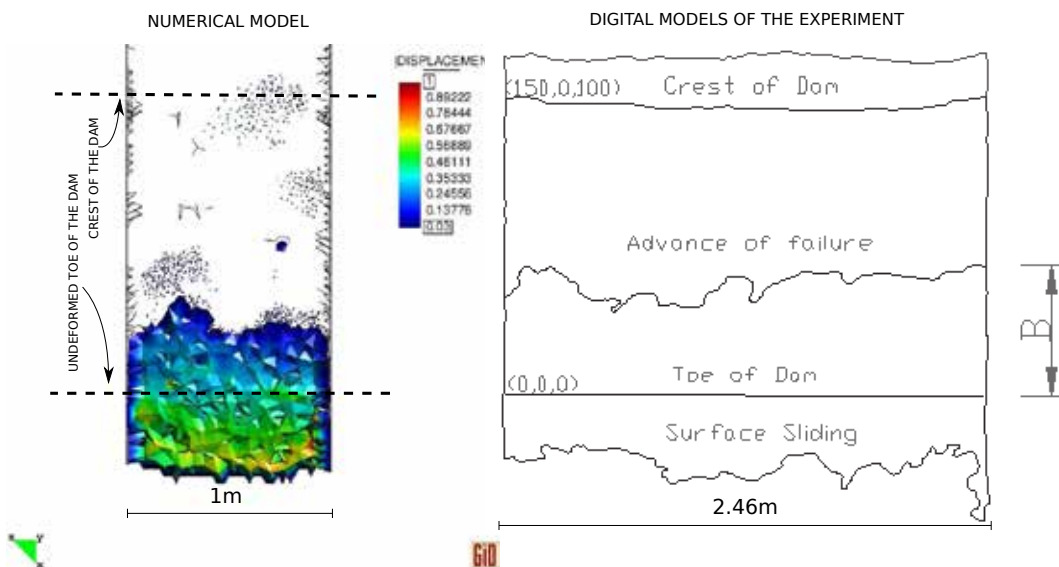 NUMERICAL MODEL
DIGITAL MODELS OF THE EXPERIMENT
UNDEFORMED TOE OF THE DAM
CREST OF THE DAM
DISPLACEMEN
1
0.89222
0.78444
0.67667
0.56889
0.46111
0.35333
0.24556
0.13778
0.03
1m
Y
X
GiD
(150,0,100)
Crest of Dam
Advance of failure
B
(0,0,0)
Toe of Dam
Surface Sliding
2.46m